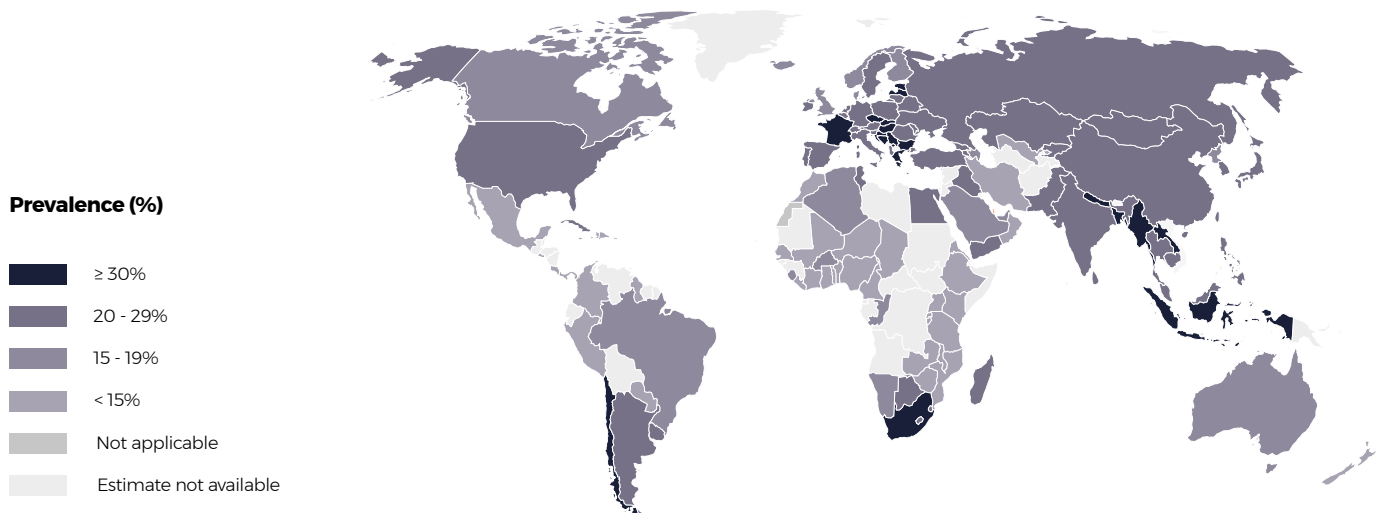 Prevalence (%)
≥ 30%
20 - 29%
15 - 19%
< 15%
Not applicable
Estimate not available